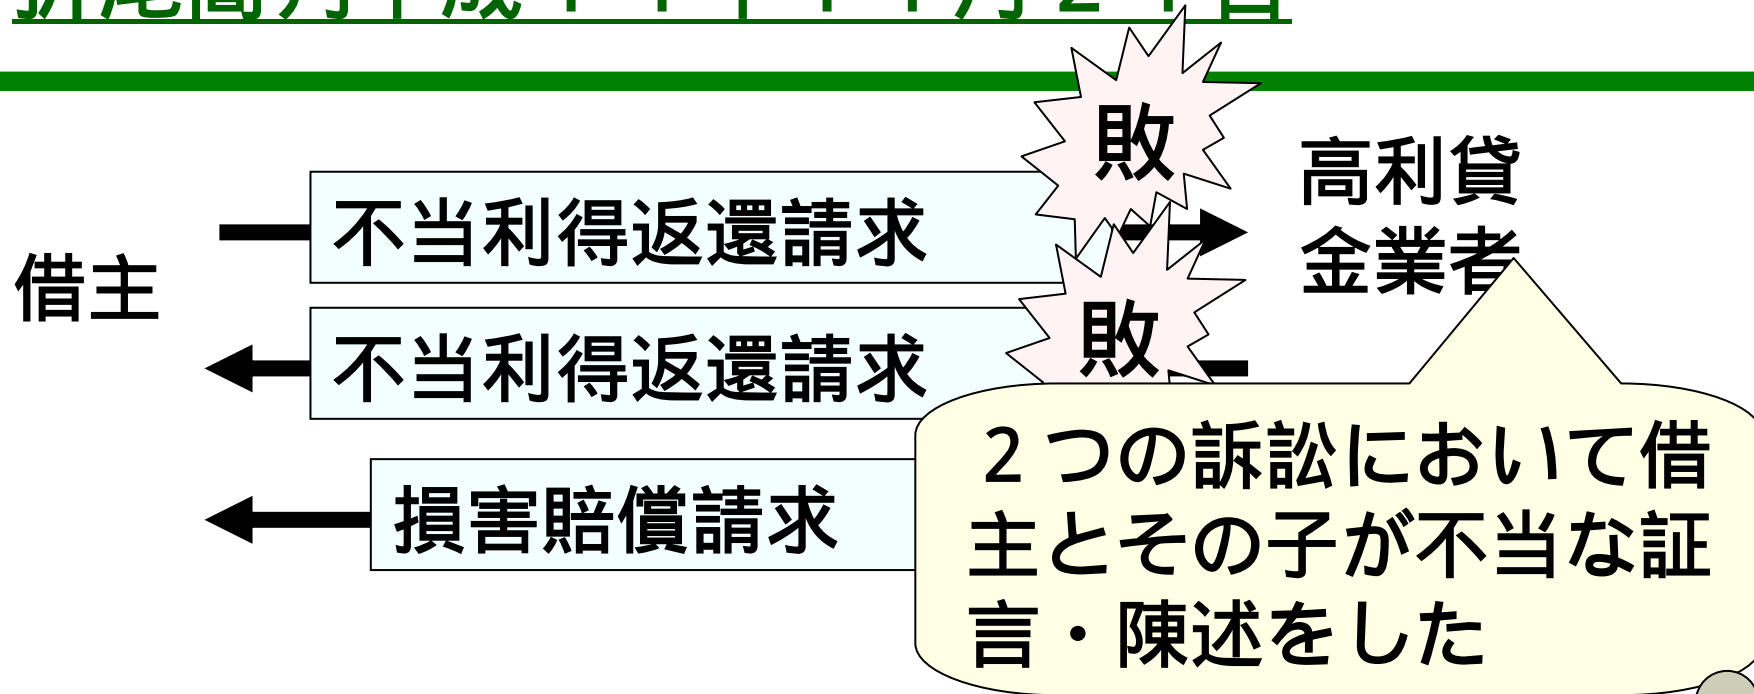 敗
高利貸
金業者
不当利得返還請求
借主
敗
不当利得返還請求
２つの訴訟において借
主とその子が不当な証
言・陳述をした
損害賠償請求